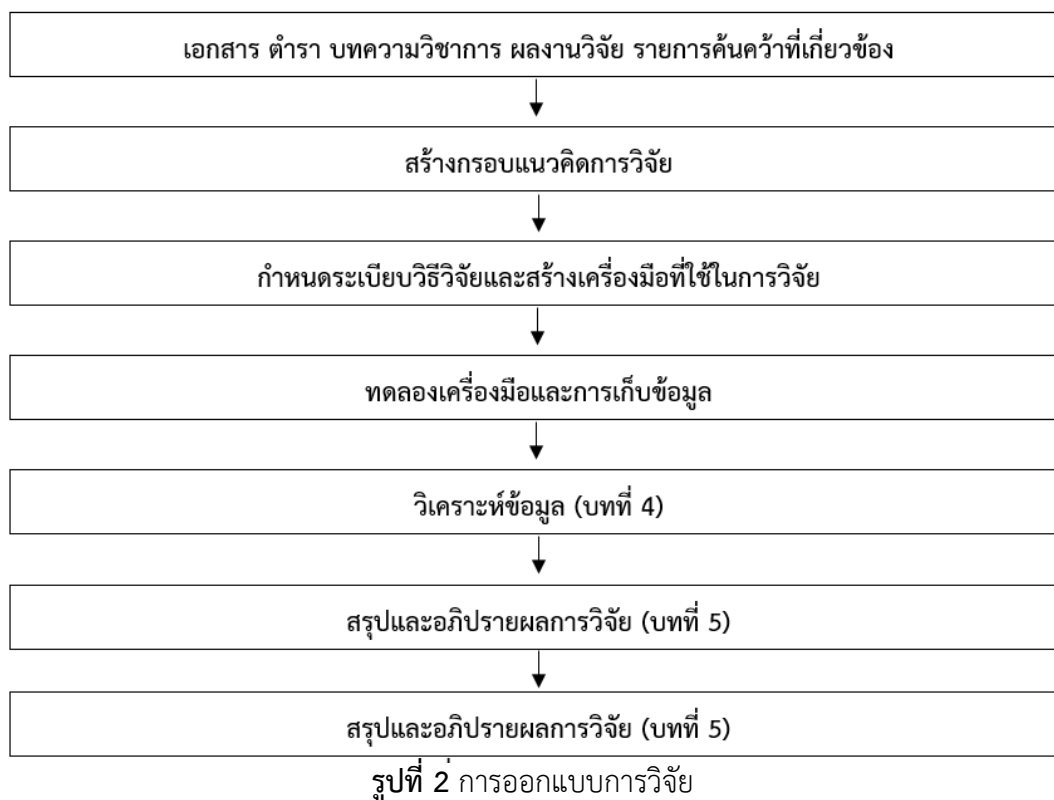 เอกสาร ตำรา บทความวิชาการ ผลงานวิจัย รายการค้นคว้าที่เกี่ยวข้อง
สร้างกรอบแนวคิดการวิจัย
กำหนดระเบียบวิธีวิจัยและสร้างเครื่องมือที่ใช้ในการวิจัย
ทดลองเครื่องมือและการเก็บข้อมูล
วิเคราะห์ข้อมูล (บทที่ 4)
สรุปและอภิปรายผลการวิจัย (บทที่ 5)
สรุปและอภิปรายผลการวิจัย (บทที่ 5)
รูปที่ 2 การออกแบบการวิจัย